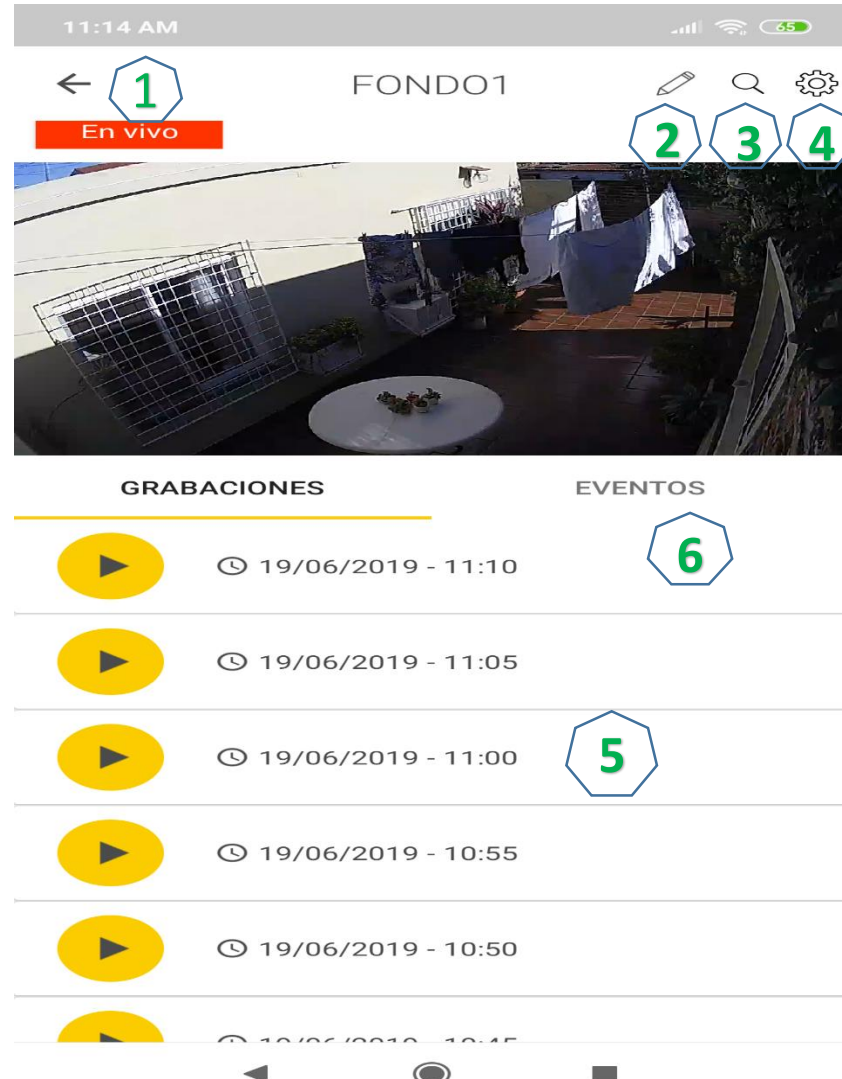 11:14 AM
65
1
FONDO1
En vivo
2
3
4
GRABACIONES
EVENTOS
6
19/06/2019 - 11:10
19/06/2019 - 11:05
19/06/2019 - 11:00
5
19/06/2019 - 10:55
19/06/2019 - 10:50